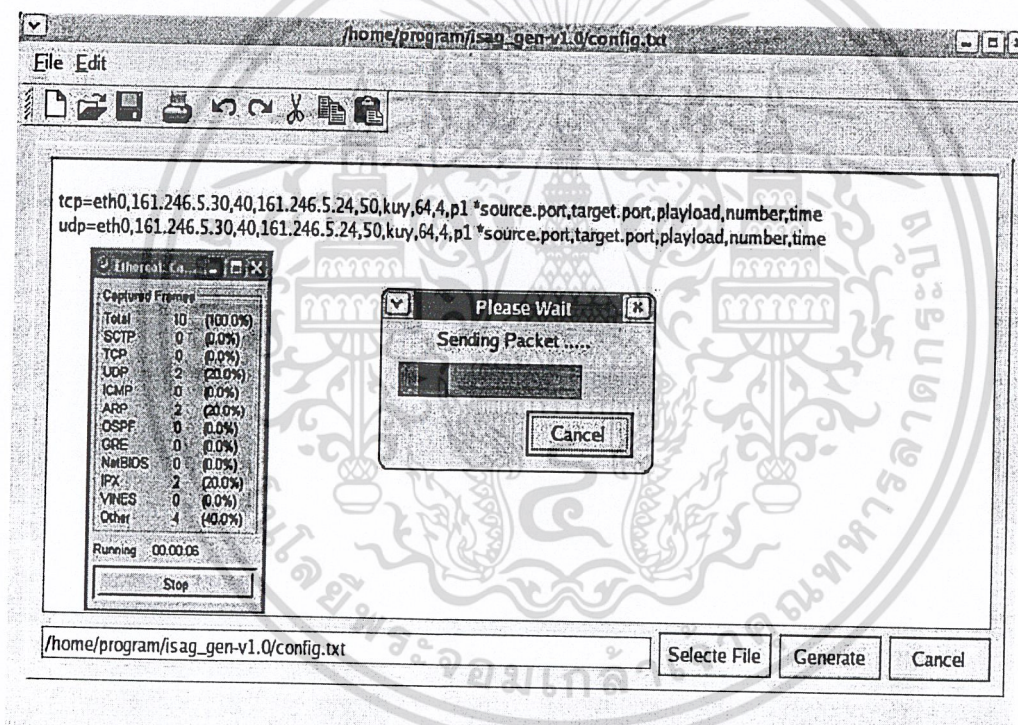 /home/program/isag_gen-v1.0/config.txt
File Edit
tcp=eth0,161.246.5.30,40,161.246.5.24,50,kuy,64,4,p1 *source.port,target.port,playload,number,time
udp=eth0,161.246.5.30,40,161.246.5.24,50,kuy,64,4,p1 *source.port,target.port,playload,number,time
Ethereal: Ca...
Captured Frames
Total 10 (100.0%)
SCTP 0 (0.0%)
TCP 0 (0.0%)
UDP 2 (20.0%)
ICMP 0 (0.0%)
ARP 2 (20.0%)
OSPF 0 (0.0%)
GRE 0 (0.0%)
NetBIOS 0 (0.0%)
IPX 2 (20.0%)
VINES 0 (0.0%)
Other 4 (40.0%)
Running 00:00:06
Stop
Please Wait
Sending Packet .....
Cancel
/home/program/isag_gen-v1.0/config.txt
Selecte File
Generate
Cancel